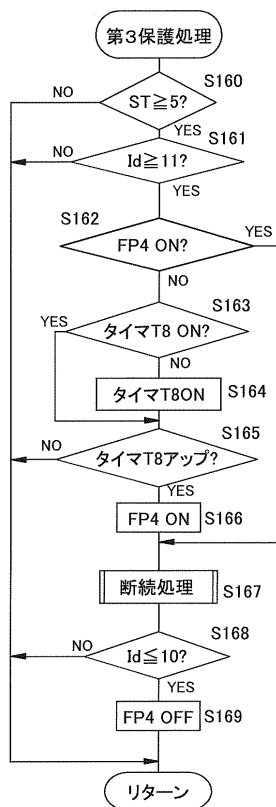 第3保護処理
S160
NO
ST≧5?
YES
S161
NO
Id≧11?
YES
S162
YES
FP4 ON?
NO
S163
YES
タイマT8 ON?
NO
タイマT8ON
S164
S165
NO
タイマT8アップ?
YES
FP4 ON
S166
断続処理
S167
S168
NO
Id≦10?
YES
FP4 OFF
S169
リターン